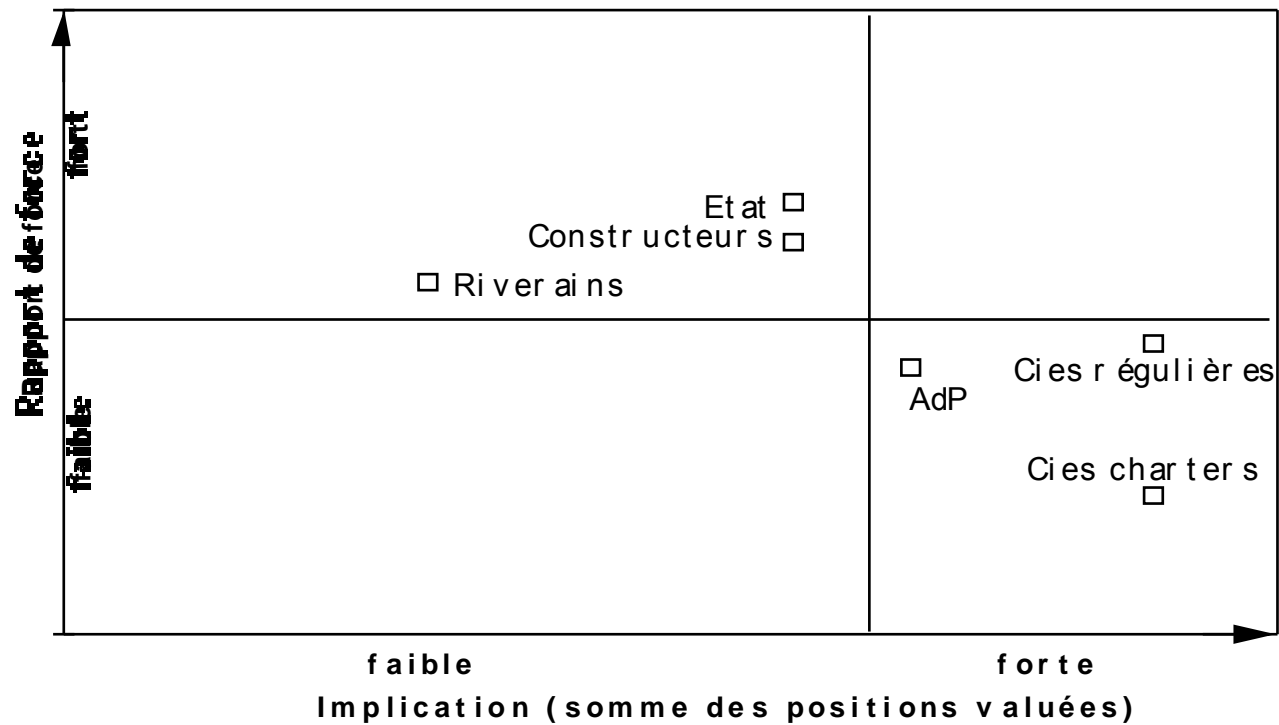 Rapport de force
fort
faible
Etat
Constructeurs
Riverains
Cies régulières
AdP
Cies charters
faible
forte
Implication (somme des positions valuées)